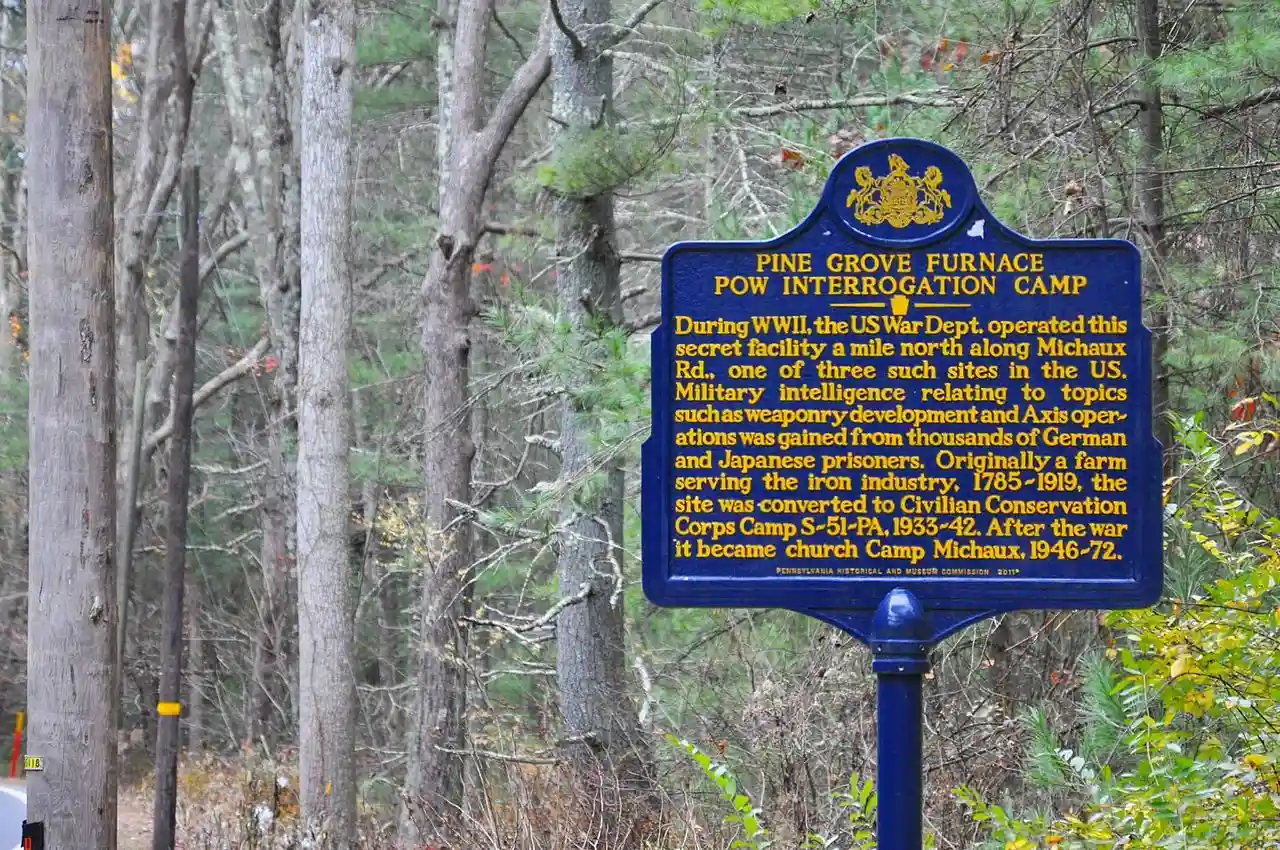 PINE GROVE FURNACE
POW INTERROGATION CAMP
During WWII, the US War Dept. operated this
secret facility a mile north along Michaux
Rd., one of three such sites in the US.
Military intelligence relating to topics
such as weaponry development and Axis oper-
ations was gained from thousands of German
and Japanese prisoners. Originally a farm
serving the iron industry, 1785-1919, the
site was converted to Civilian Conservation
Corps Camp S-51-PA, 1933-42. After the war
it became church Camp Michaux, 1946-72.
PENNSYLVANIA HISTORICAL AND MUSEUM COMMISSION 2011